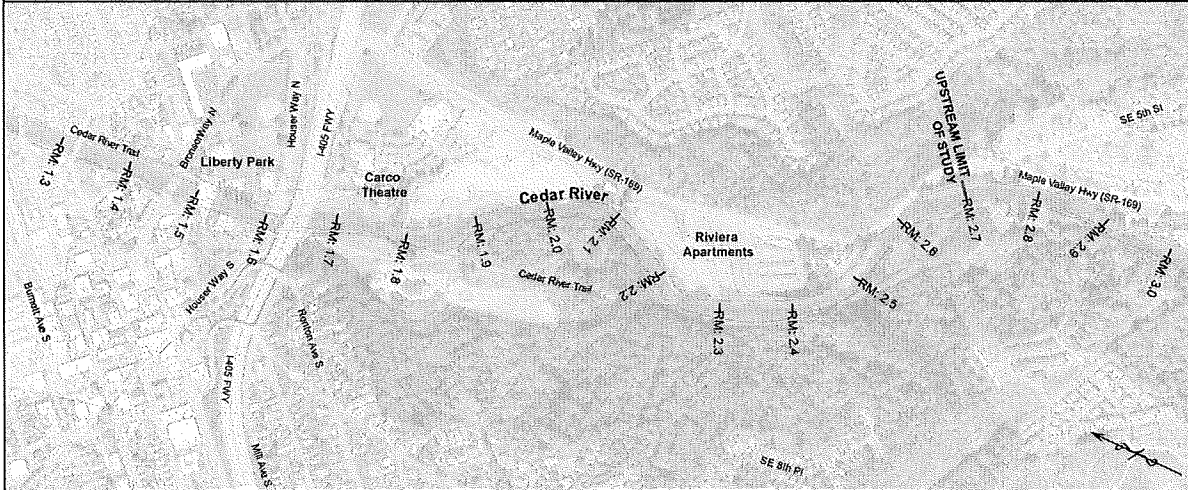 RM: 1.3
Cedar River Trail
RM: 1.4
BronsonWay N
RM: 1.5
Liberty Park
Houser Way N
I-405 FWY
RM: 1.6
Houser Way S
Burnett Ave S
I-405 FWY
Mill Ave S
Renton Ave S
RM: 1.7
Carco
Theatre
RM: 1.8
RM: 1.9
Maple Valley Hwy (SR-169)
Cedar River
RM: 2.0
RM: 2.1
Cedar River Trail
RM: 2.2
Riviera
Apartments
RM: 2.3
RM: 2.4
SE 8th Pl
RM: 2.5
RM: 2.6
UPSTREAM LIMIT
OF STUDY
RM: 2.7
RM: 2.8
Maple Valley Hwy (SR-169)
SE 5th St
RM: 2.9
RM: 3.0